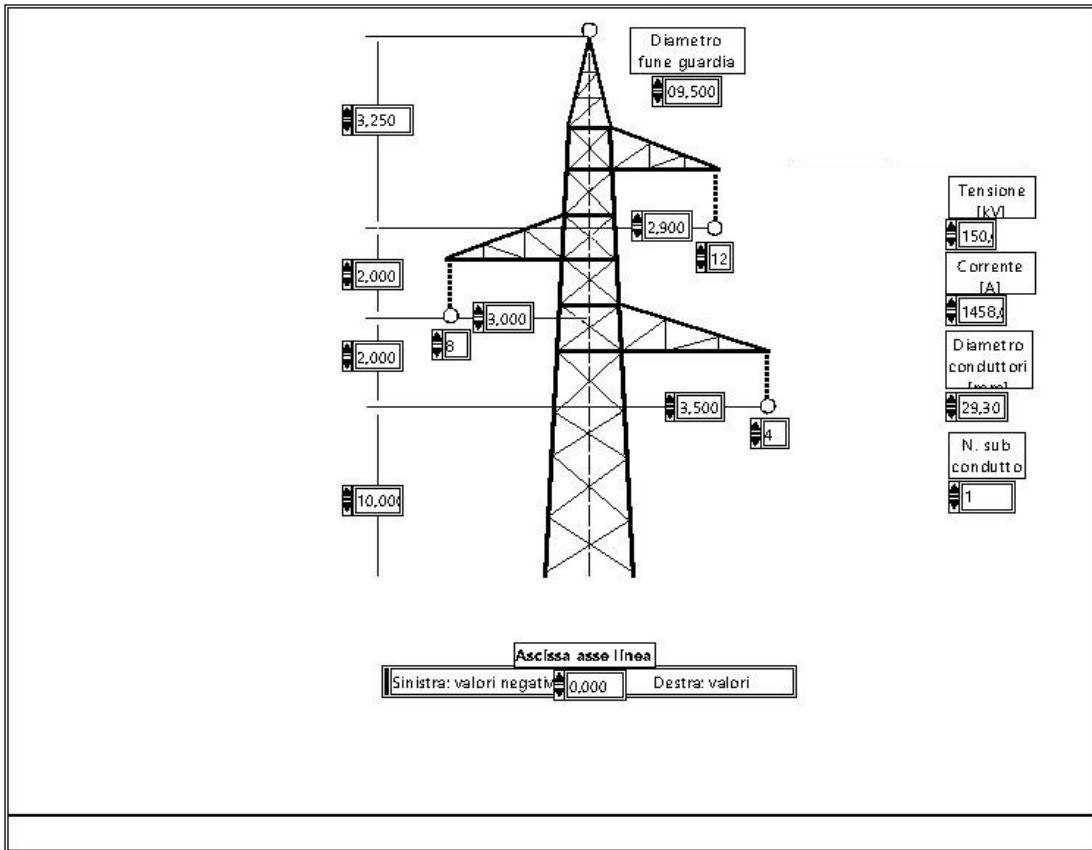 Diametro
fune guardia
09,500
3,250
Tensione
[kV]
2,900
150,
12
Corrente
[A]
2,000
1458,
3,000
8
Diametro
conduttori
[mm]
2,000
3,500
29,30
4
N. sub
condutto
10,000
1
Ascissa asse linea
Sinistra: valori negativ
0,000
Destra: valori